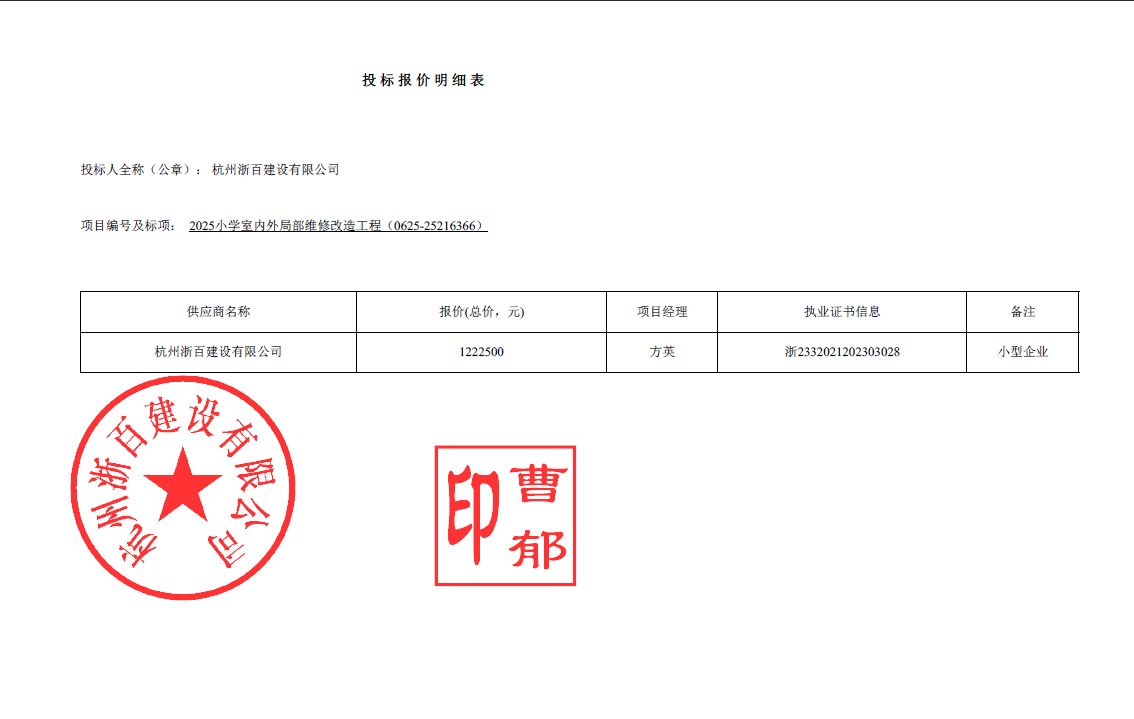 投标报价明细表
投标人全称（公章）： 杭州浙百建设有限公司
项目编号及标项： 2025小学室内外局部维修改造工程（0625-25216366）
供应商名称 报价(总价，元) 项目经理 执业证书信息 备注
杭州浙百建设有限公司 1222500 方英 浙2332021202303028 小型企业
杭州浙百建设有限公司
曹郁印